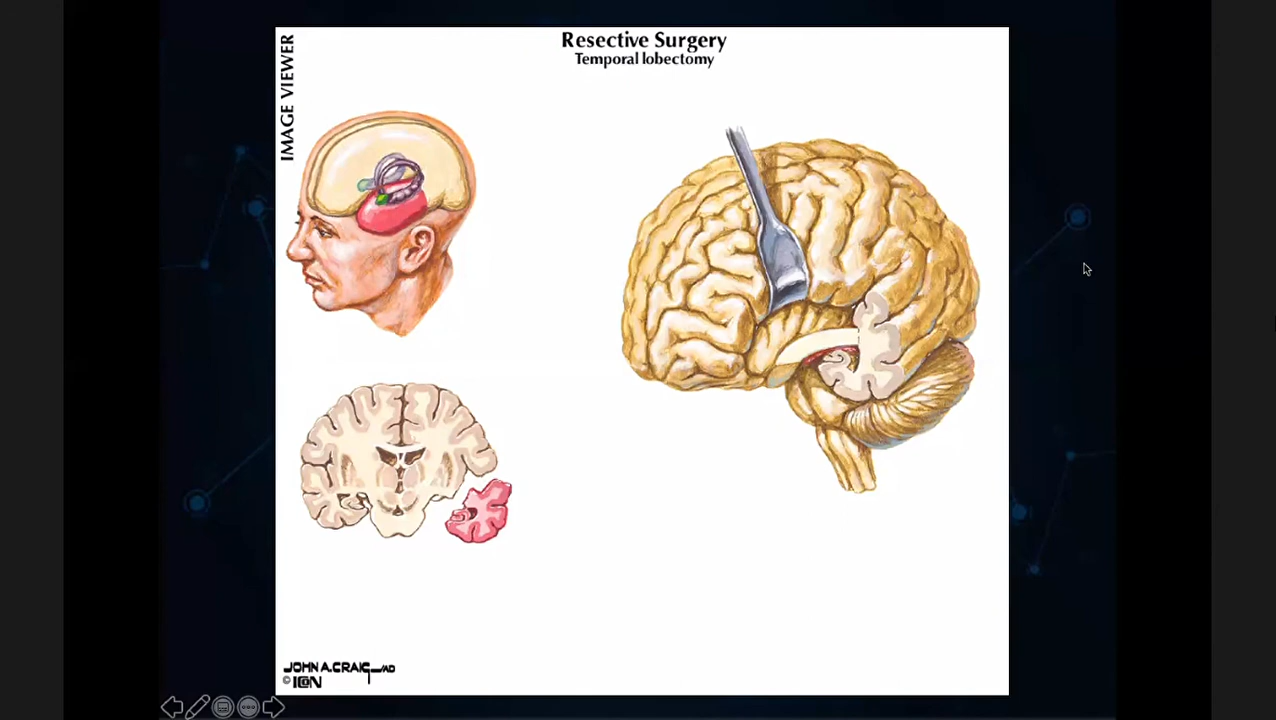 Resective Surgery
Temporal lobectomy
IMAGE VIEWER
JOHN A. CRAIG MD
© ICON